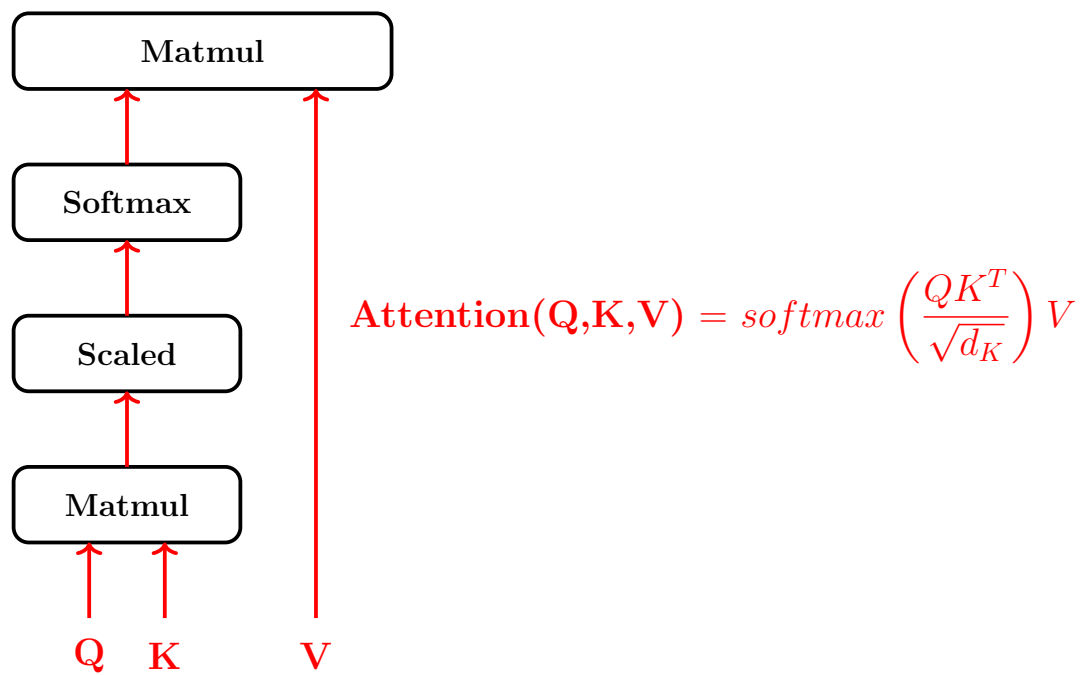 Matmul
Softmax
Attention(Q,K,V) = softmax(QK^T / √d_K) V
Scaled
Matmul
Q K V